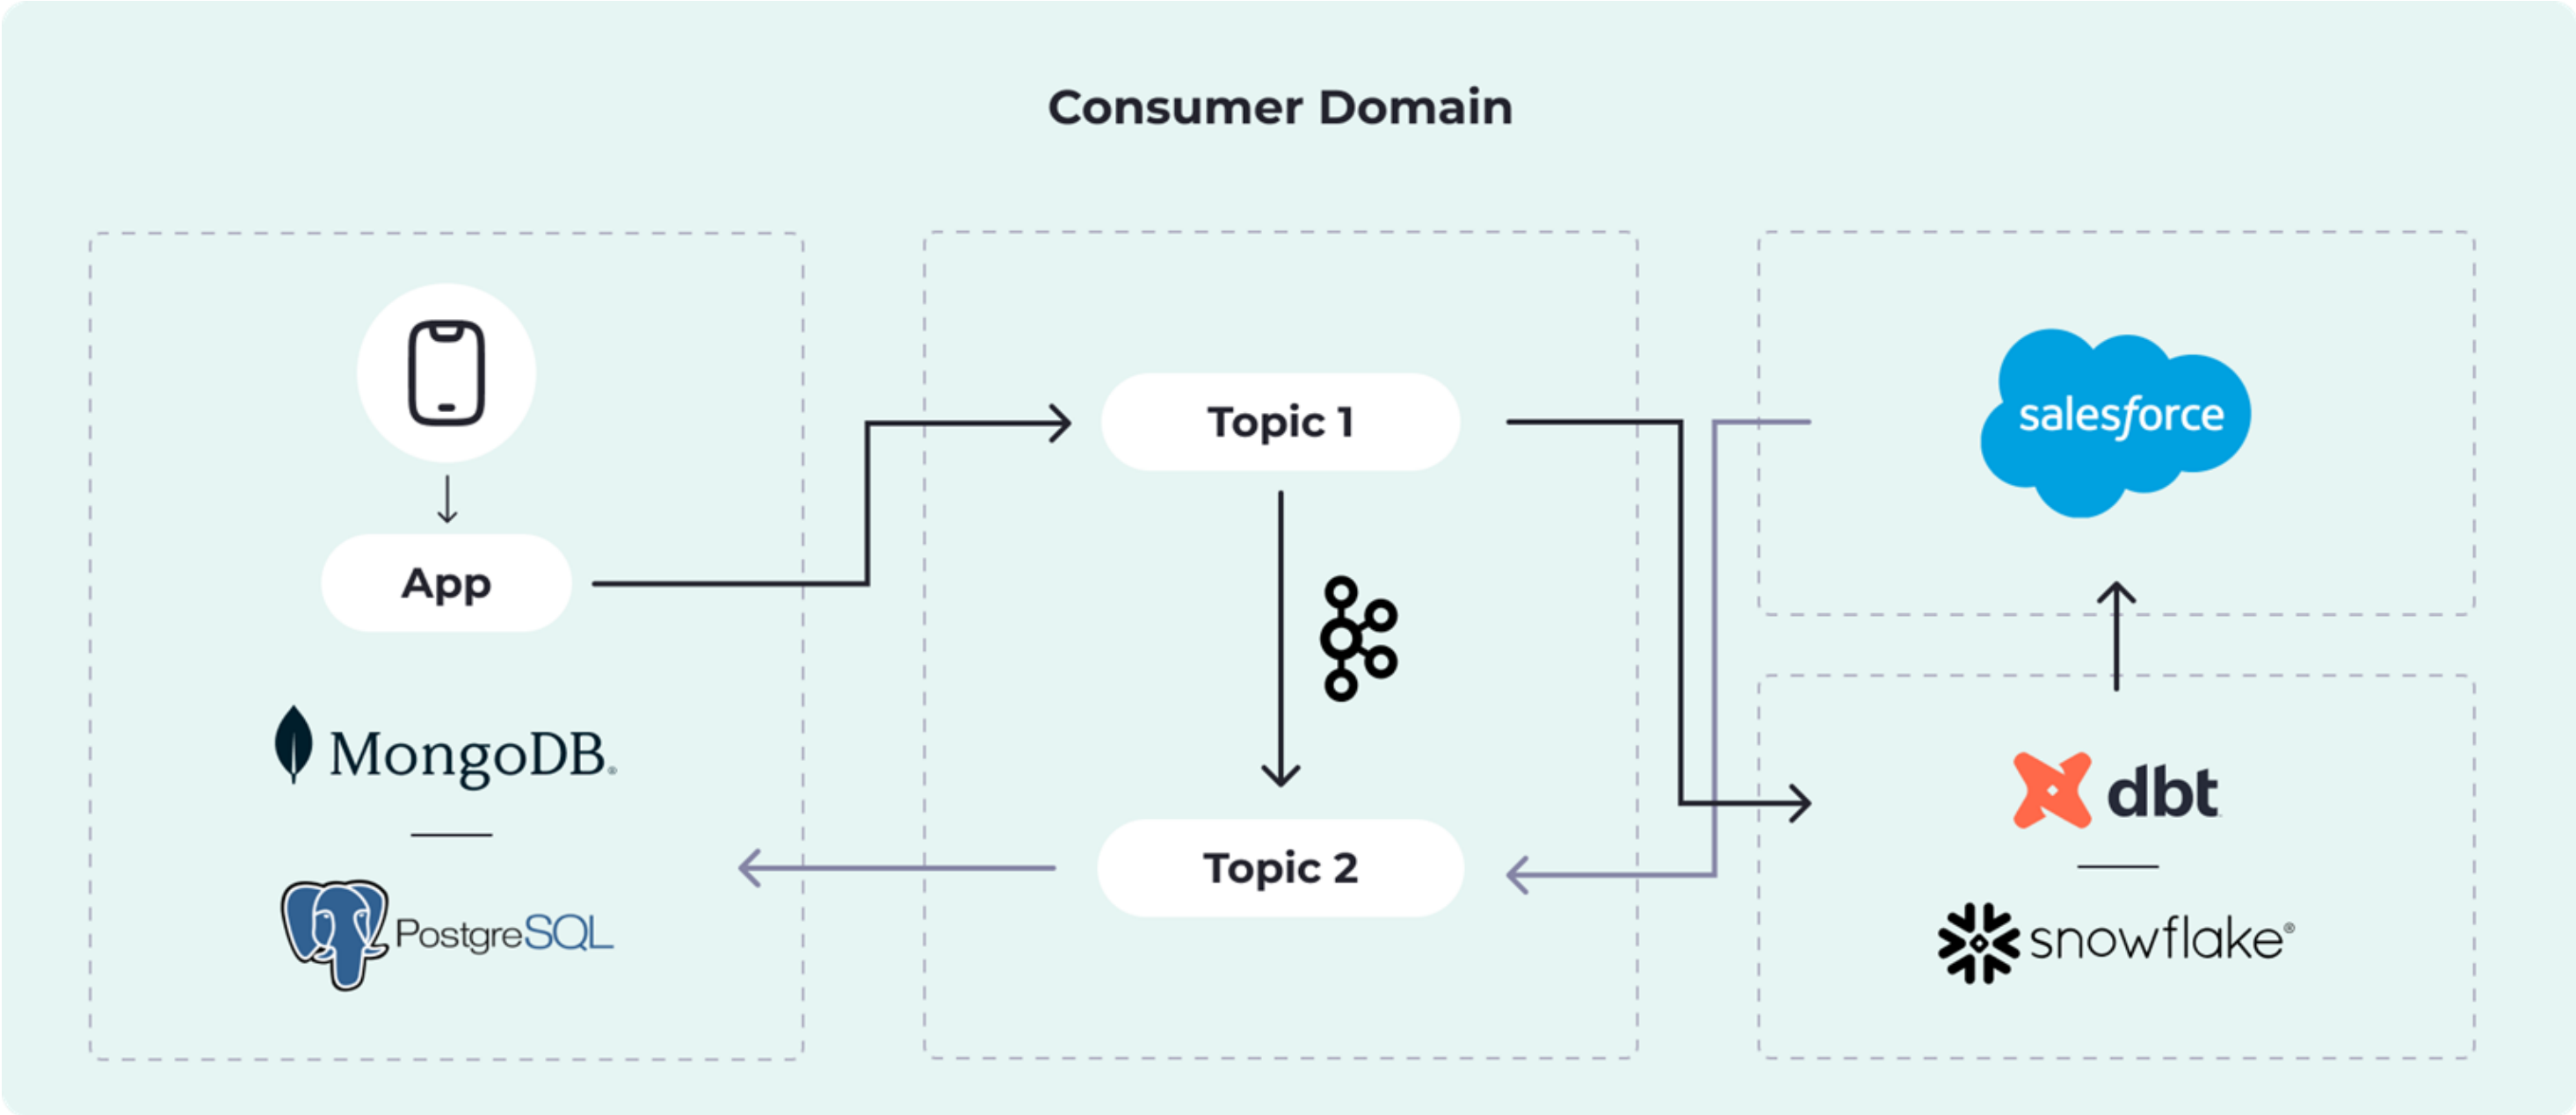 Consumer Domain
App
MongoDB®
PostgreSQL
Topic 1
Topic 2
salesforce
dbt
snowflake®